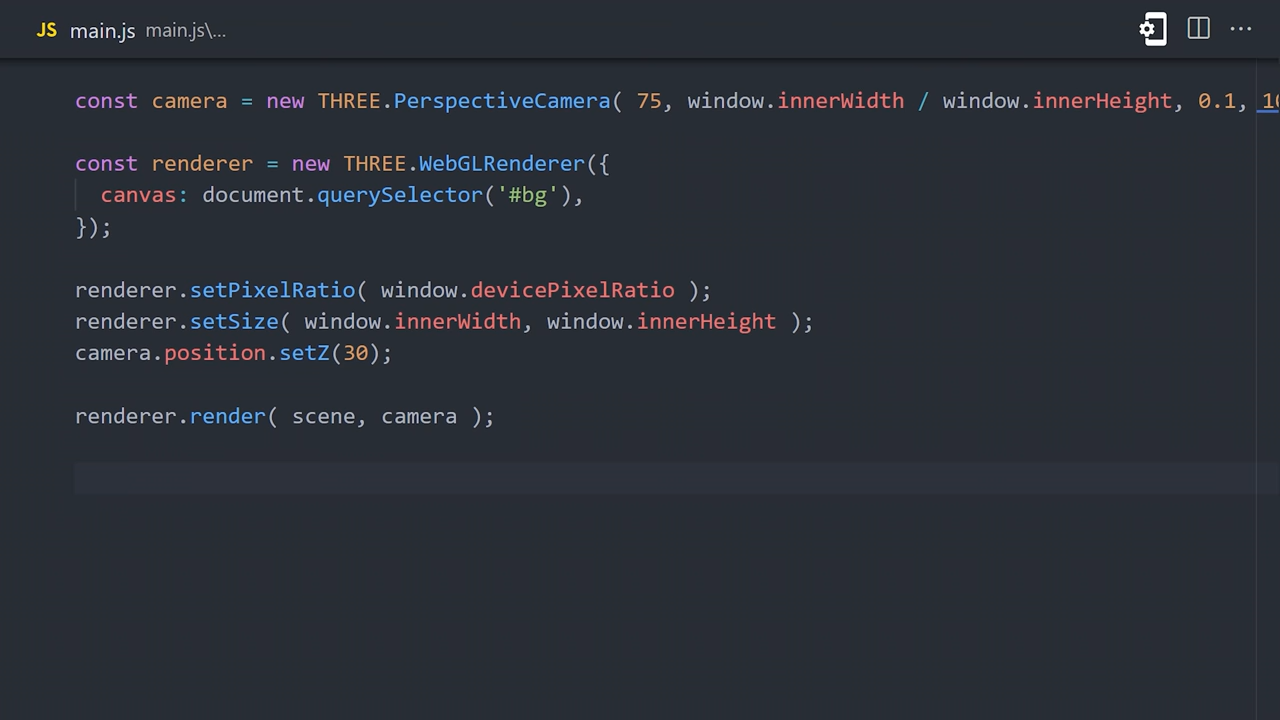 JS main.js main.js\...
const camera = new THREE.PerspectiveCamera( 75, window.innerWidth / window.innerHeight, 0.1, 10
const renderer = new THREE.WebGLRenderer({
canvas: document.querySelector('#bg'),
});
renderer.setPixelRatio( window.devicePixelRatio );
renderer.setSize( window.innerWidth, window.innerHeight );
camera.position.setZ(30);
renderer.render( scene, camera );